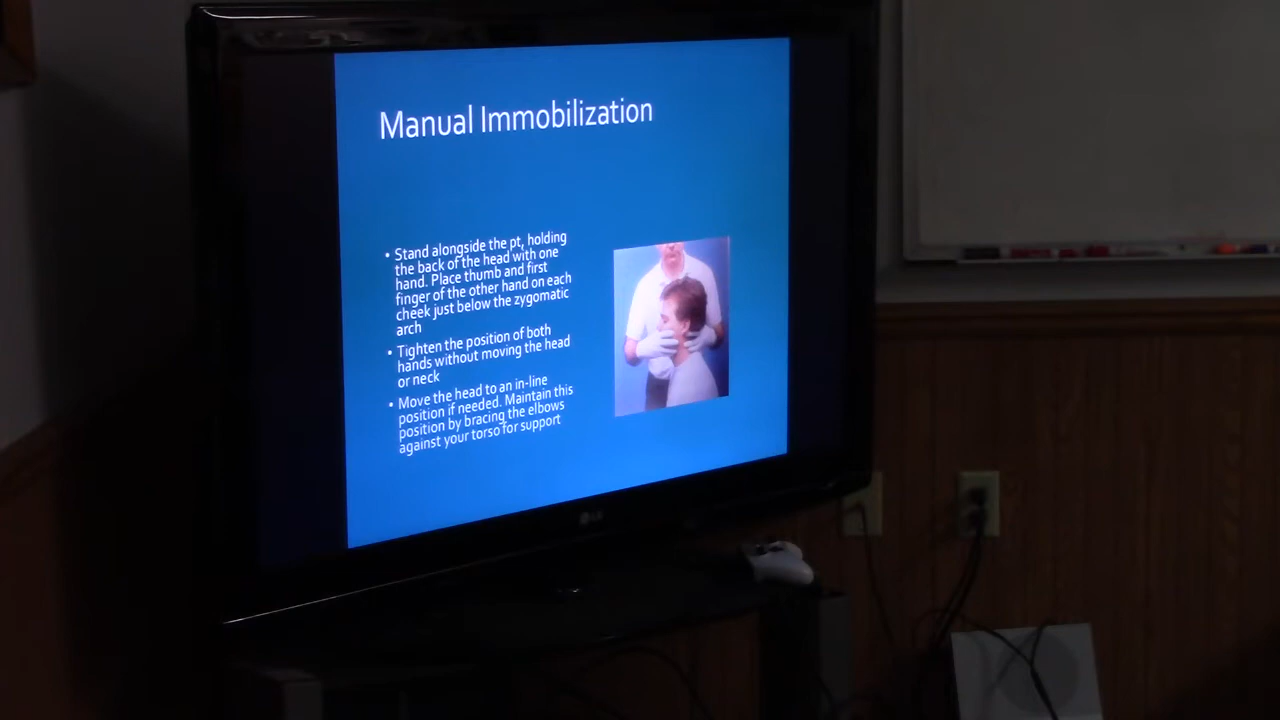 Manual Immobilization
• Stand alongside the pt, holding
the back of the head with one
hand. Place thumb and first
finger of the other hand on each
cheek just below the zygomatic
arch
• Tighten the position of both
hands without moving the head
or neck
• Move the head to an in-line
position if needed. Maintain this
position by bracing the elbows
against your torso for support
LG